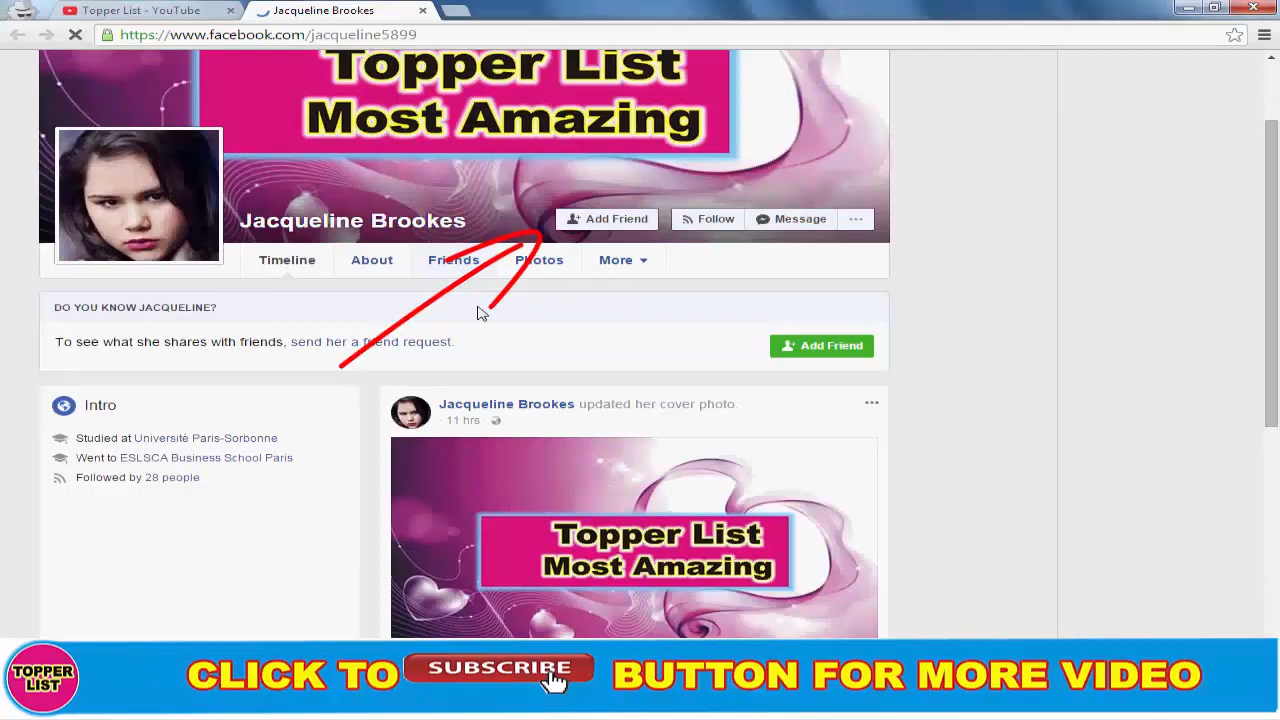 Topper List - YouTube
Jacqueline Brookes
https://www.facebook.com/jacqueline5899
Topper List
Most Amazing
Jacqueline Brookes
Add Friend
Follow
Message
Timeline
About
Friends
Photos
More
DO YOU KNOW JACQUELINE?
To see what she shares with friends, send her a friend request.
Add Friend
Intro
Studied at Université Paris-Sorbonne
Went to ESLSCA Business School Paris
Followed by 28 people
Jacqueline Brookes updated her cover photo.
· 11 hrs ·
Topper List
Most Amazing
TOPPER
LIST
CLICK TO SUBSCRIBE BUTTON FOR MORE VIDEO